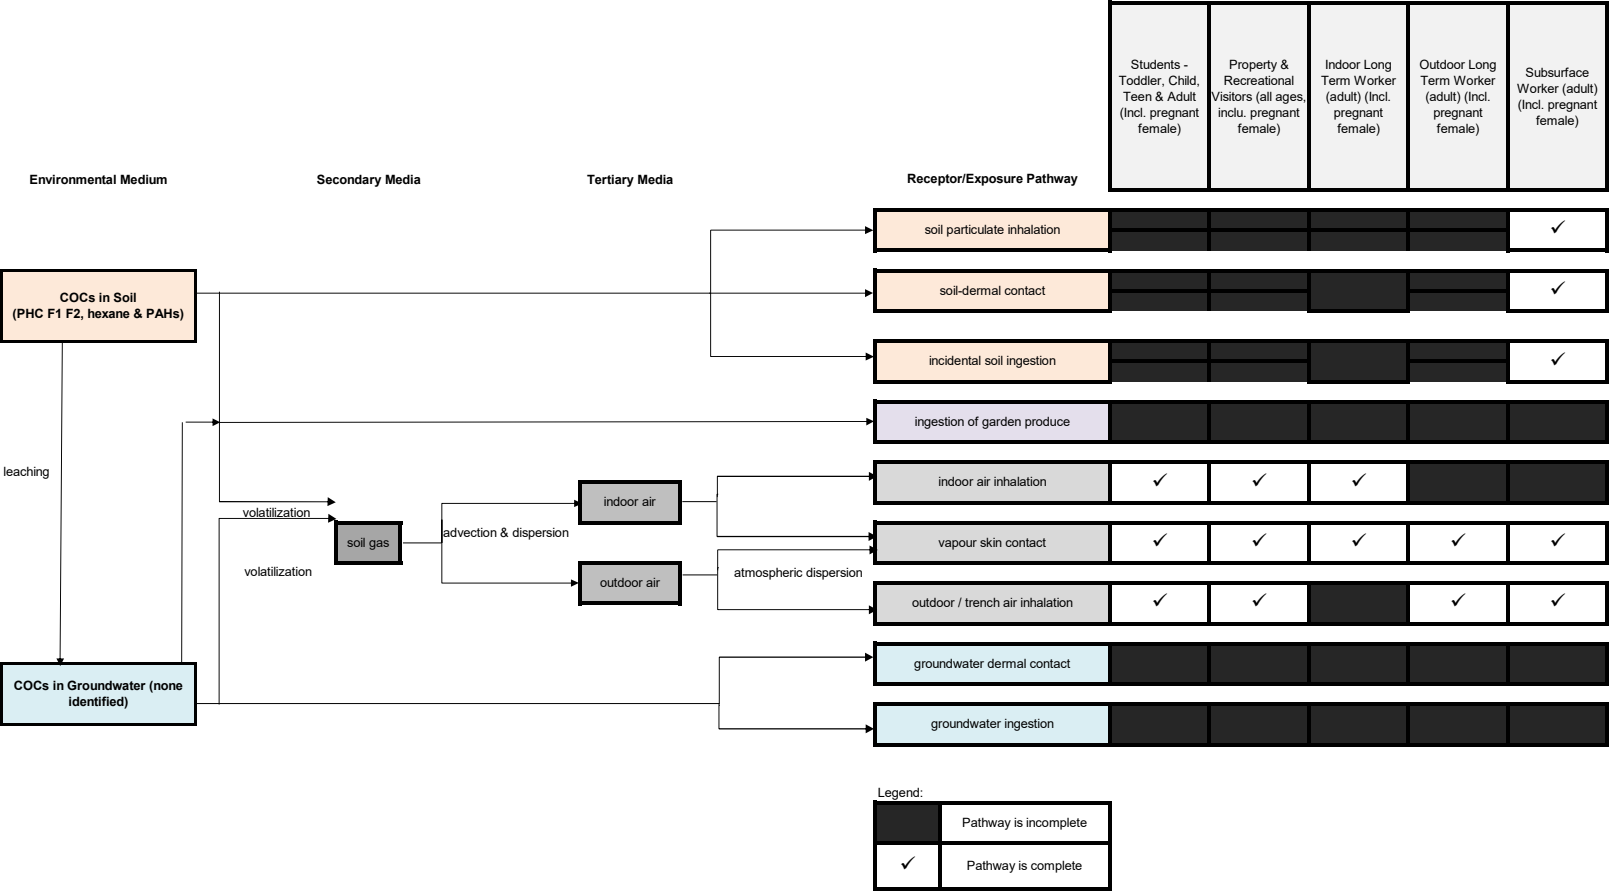 Students -
Toddler, Child,
Teen & Adult
(Incl. pregnant
female)
Property &
Recreational
Visitors (all ages,
inclu. pregnant
female)
Indoor Long
Term Worker
(adult) (Incl.
pregnant
female)
Outdoor Long
Term Worker
(adult) (Incl.
pregnant
female)
Subsurface
Worker (adult)
(Incl. pregnant
female)
Environmental Medium
Secondary Media
Tertiary Media
Receptor/Exposure Pathway
soil particulate inhalation
✓
COCs in Soil
(PHC F1 F2, hexane & PAHs)
soil-dermal contact
✓
incidental soil ingestion
✓
ingestion of garden produce
leaching
indoor air inhalation
✓ ✓ ✓
volatilization
indoor air
soil gas
advection & dispersion
vapour skin contact
✓ ✓ ✓ ✓ ✓
volatilization
outdoor air
atmospheric dispersion
outdoor / trench air inhalation
✓ ✓ ✓ ✓
COCs in Groundwater (none
identified)
groundwater dermal contact
groundwater ingestion
Legend:
Pathway is incomplete
✓ Pathway is complete